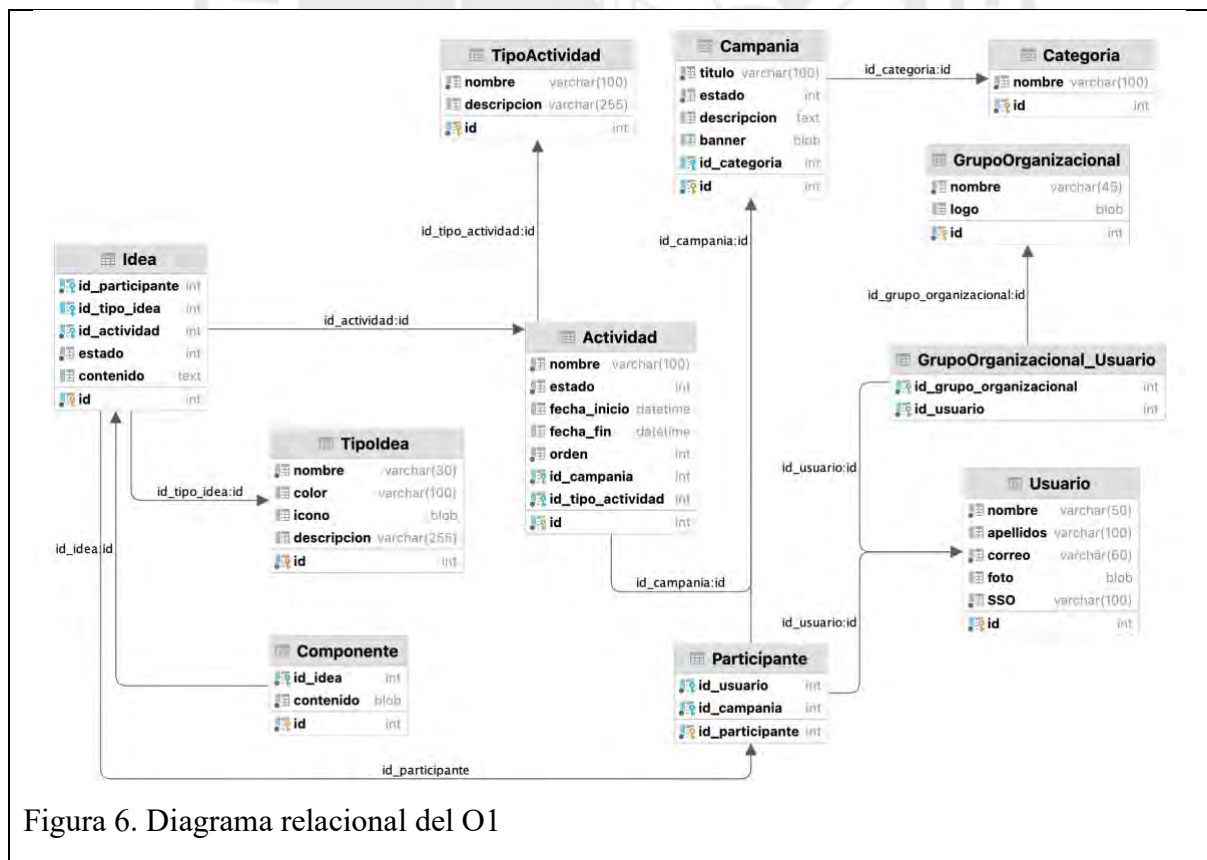 TipoActividad
nombre varchar(100)
descripcion varchar(255)
id int
Campania
titulo varchar(100)
estado int
descripcion text
banner blob
id_categoria int
id int
id_categoria:id
Categoria
nombre varchar(100)
id int
GrupoOrganizacional
nombre varchar(45)
logo blob
id int
id_tipo_actividad:id
id_campania:id
id_grupo_organizacional:id
Idea
id_participante int
id_tipo_idea int
id_actividad int
estado int
contenido text
id int
id_actividad:id
Actividad
nombre varchar(100)
estado int
fecha_inicio datetime
fecha_fin datetime
orden int
id_campania int
id_tipo_actividad int
id int
GrupoOrganizacional_Usuario
id_grupo_organizacional int
id_usuario int
TipoIdea
nombre varchar(30)
color varchar(100)
icono blob
descripcion varchar(255)
id int
id_tipo_idea:id
id_usuario:id
Usuario
nombre varchar(50)
apellidos varchar(100)
correo varchar(60)
foto blob
SSO varchar(100)
id int
id_idea:id
id_campania:id
id_usuario:id
Componente
id_idea int
contenido blob
id int
Participante
id_usuario int
id_campania int
id_participante int
id_participante
Figura 6. Diagrama relacional del O1